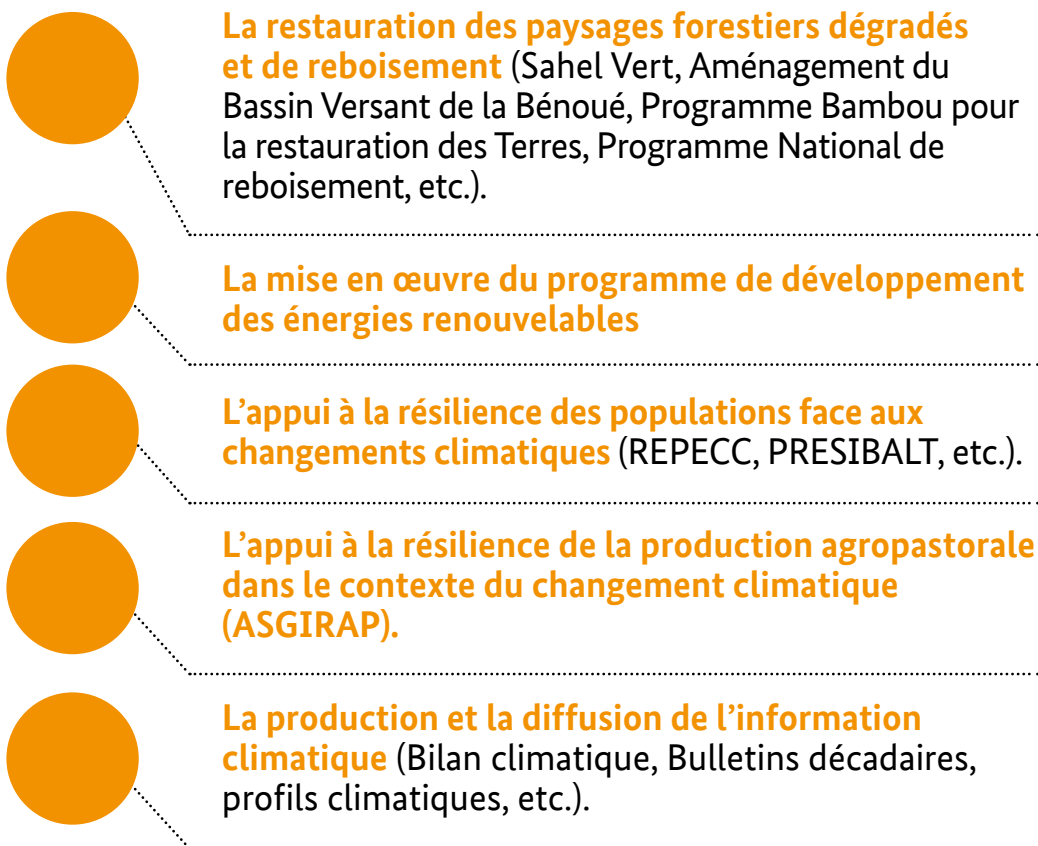 La restauration des paysages forestiers dégradés
et de reboisement (Sahel Vert, Aménagement du
Bassin Versant de la Bénoué, Programme Bambou pour
la restauration des Terres, Programme National de
reboisement, etc.).
La mise en œuvre du programme de développement
des énergies renouvelables
L’appui à la résilience des populations face aux
changements climatiques (REPECC, PRESIBALT, etc.).
L’appui à la résilience de la production agropastorale
dans le contexte du changement climatique
(ASGIRAP).
La production et la diffusion de l’information
climatique (Bilan climatique, Bulletins décadaires,
profils climatiques, etc.).